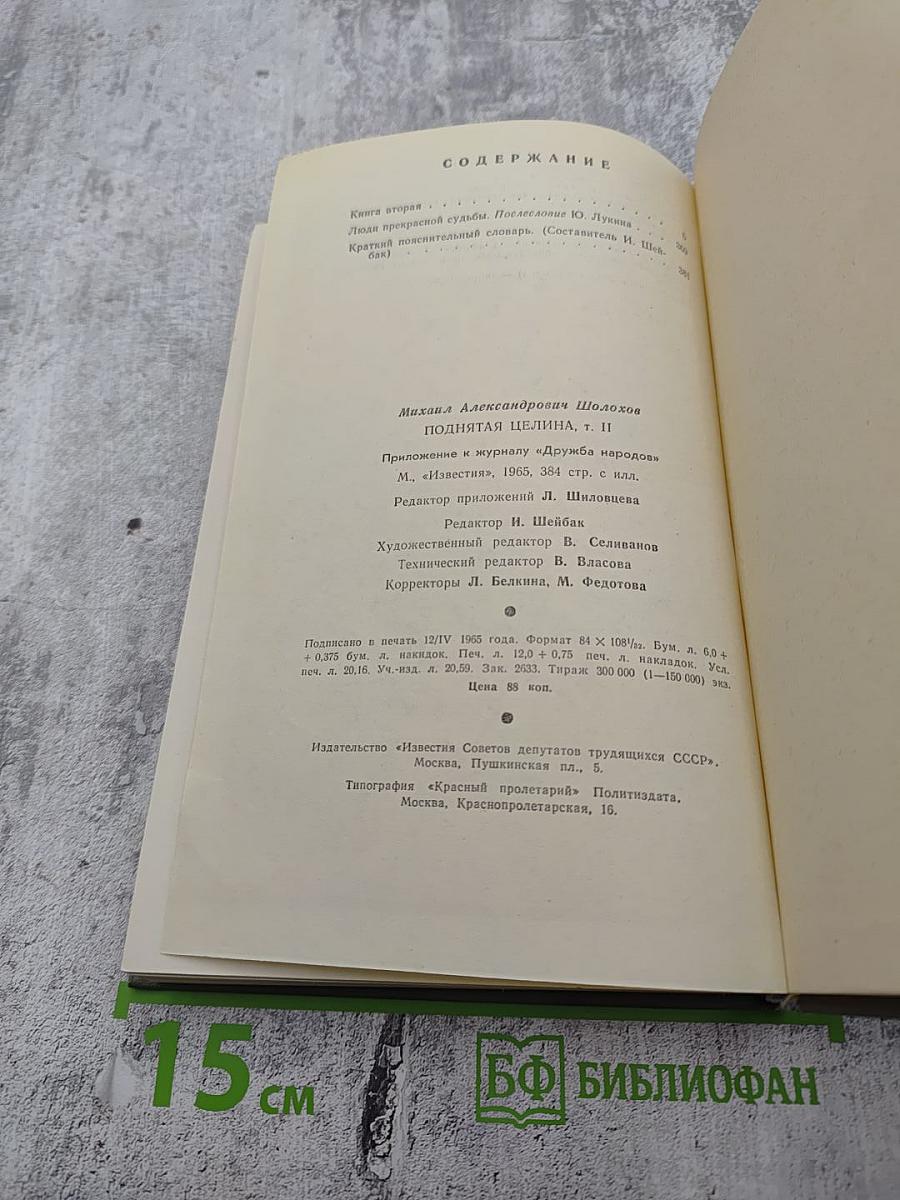 СОДЕРЖАНИЕ
Книга вторая . . . . . . . . . . . . . . . . 5
Люди прекрасной судьбы. Послесловие Ю. Лукина . . . 369
Краткий пояснительный словарь. (Составитель И. Шей-
бак) . . . . . . . . . . . . . . . . . 381
Михаил Александрович Шолохов
ПОДНЯТАЯ ЦЕЛИНА, т. II
Приложение к журналу «Дружба народов»
М., «Известия», 1965, 384 стр. с илл.
Редактор приложений Л. Шиловцева
Редактор И. Шейбак
Художественный редактор В. Селиванов
Технический редактор В. Власова
Корректоры Л. Белкина, М. Федотова
Подписано в печать 12/IV 1965 года. Формат 84 × 108¹/₃₂. Бум. л. 6,0 +
+ 0,375 бум. л. накидок. Печ. л. 12,0 + 0,75 печ. л. накладок. Усл.
печ. л. 20,16. Уч.-изд. л. 20,59. Зак. 2633. Тираж 300 000 (1—150 000) экз.
Цена 88 коп.
Издательство «Известия Советов депутатов трудящихся СССР».
Москва, Пушкинская пл., 5.
Типография «Красный пролетарий» Политиздата.
Москва, Краснопролетарская, 16.
15 см
БФ БИБЛИОФАН